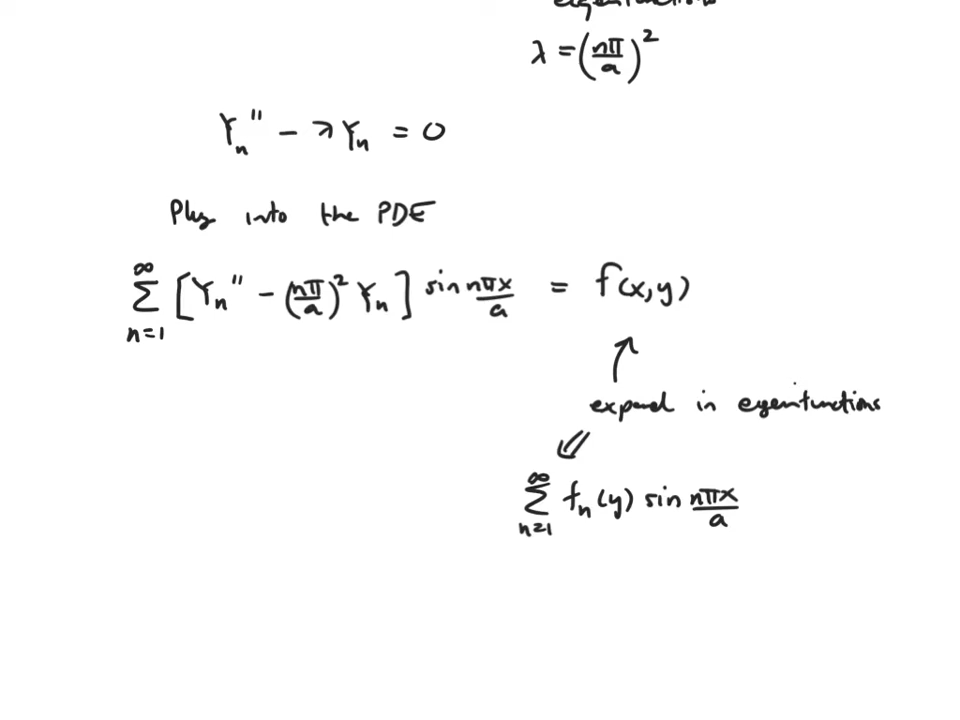 eigenfunctions
λ = (nπ/a)²
Yₙ'' - λYₙ = 0
Plug into the PDE
∑_{n=1}^{∞} [Yₙ'' - (nπ/a)² Yₙ] sin nπx/a = f(x,y)
expand in eigenfunctions
∑_{n=1}^{∞} fₙ(y) sin nπx/a